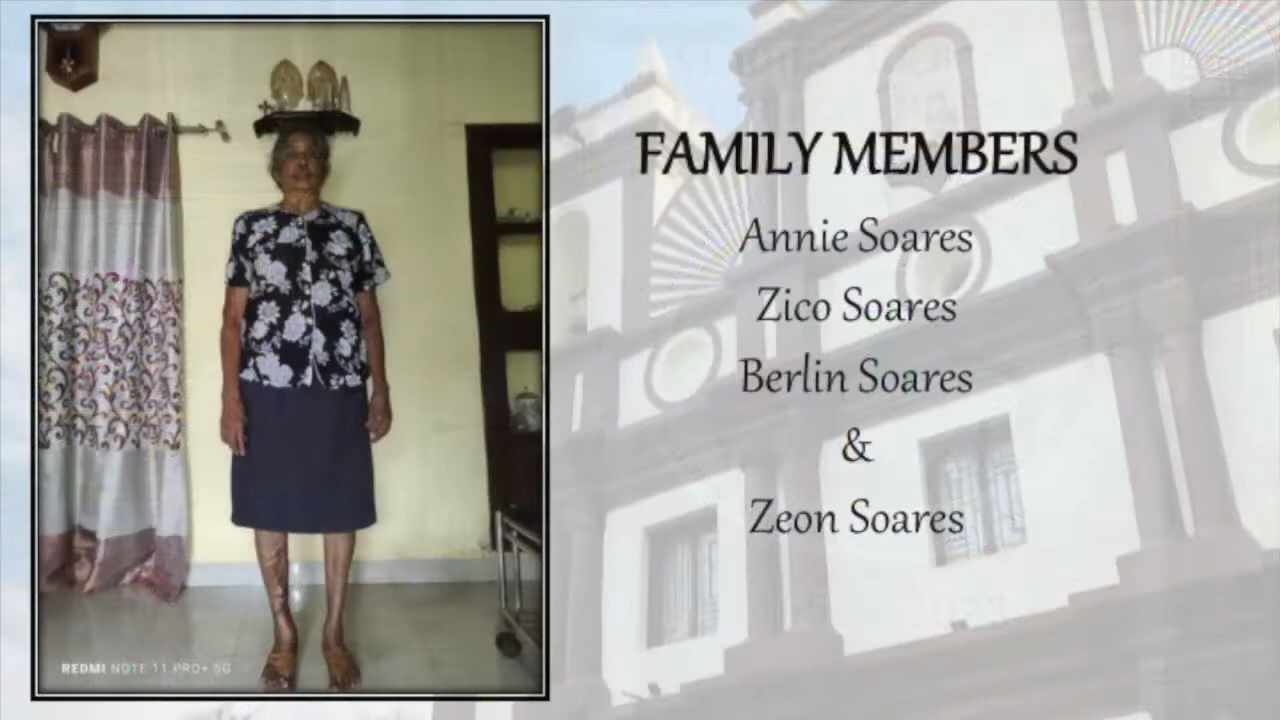 FAMILY MEMBERS
Annie Soares
Zico Soares
Berlin Soares
&
Zeon Soares
REDMI NOTE 11 PRO+ 5G